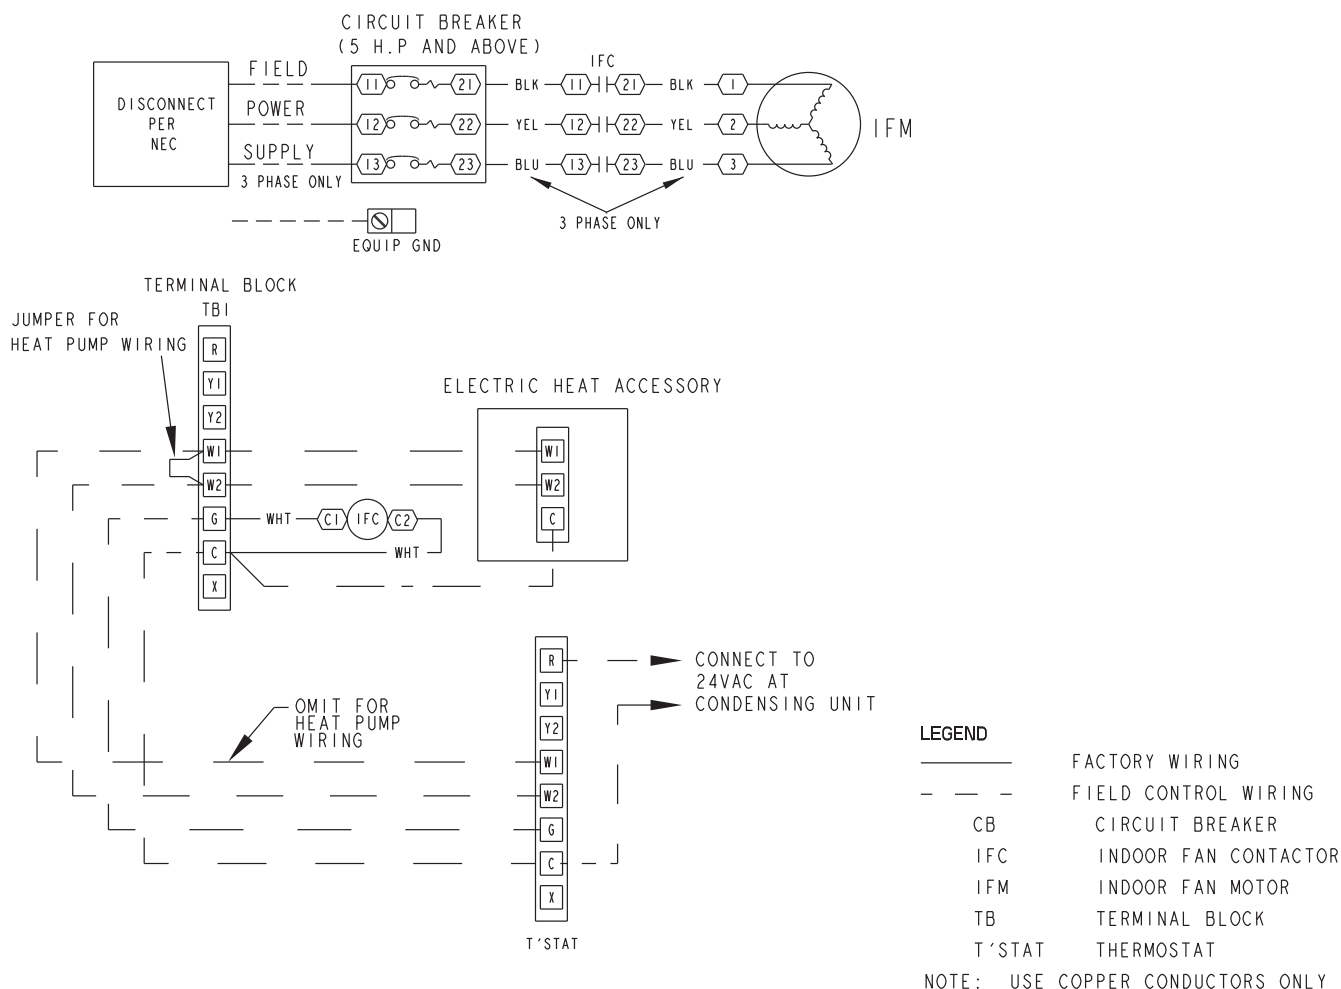 CIRCUIT BREAKER
(5 H.P AND ABOVE)
IFC
FIELD
11 21 BLK 11 21 BLK 1
DISCONNECT
PER
NEC
POWER
12 22 YEL 12 22 YEL 2
IFM
SUPPLY
13 23 BLU 13 23 BLU 3
3 PHASE ONLY
3 PHASE ONLY
EQUIP GND
TERMINAL BLOCK
TB1
JUMPER FOR
HEAT PUMP WIRING
R
Y1
Y2
W1
W2
G
C
X
WHT C1 IFC C2
WHT
ELECTRIC HEAT ACCESSORY
W1
W2
C
OMIT FOR
HEAT PUMP
WIRING
R
Y1
Y2
W1
W2
G
C
X
T'STAT
CONNECT TO
24VAC AT
CONDENSING UNIT
LEGEND
FACTORY WIRING
FIELD CONTROL WIRING
CB CIRCUIT BREAKER
IFC INDOOR FAN CONTACTOR
IFM INDOOR FAN MOTOR
TB TERMINAL BLOCK
T'STAT THERMOSTAT
NOTE: USE COPPER CONDUCTORS ONLY